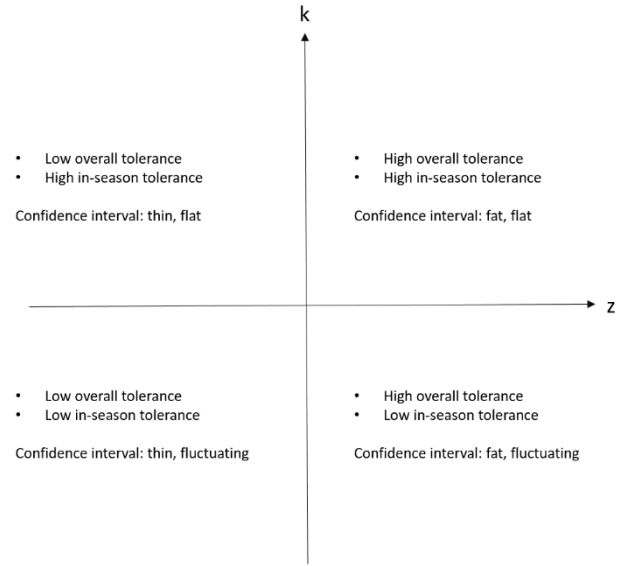 k
• Low overall tolerance
• High in-season tolerance
Confidence interval: thin, flat
• High overall tolerance
• High in-season tolerance
Confidence interval: fat, flat
z
• Low overall tolerance
• Low in-season tolerance
Confidence interval: thin, fluctuating
• High overall tolerance
• Low in-season tolerance
Confidence interval: fat, fluctuating